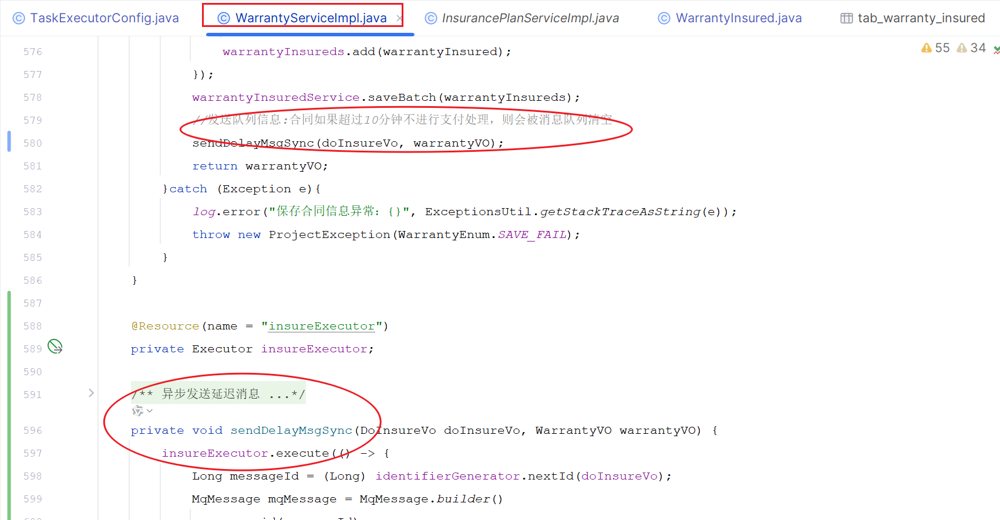 TaskExecutorConfig.java WarrantyServiceImpl.java InsurancePlanServiceImpl.java WarrantyInsured.java tab_warranty_insured
55 34
576 warrantyInsureds.add(warrantyInsured);
577 });
578 warrantyInsuredService.saveBatch(warrantyInsureds);
579 //发送队列信息:合同如果超过10分钟不进行支付处理，则会被消息队列清空
580 sendDelayMsgSync(doInsureVo, warrantyVO);
581 return warrantyVO;
582 }catch (Exception e){
583 log.error("保存合同信息异常：{}", ExceptionsUtil.getStackTraceAsString(e));
584 throw new ProjectException(WarrantyEnum.SAVE_FAIL);
585 }
586 }
587
588 @Resource(name = "insureExecutor")
589 private Executor insureExecutor;
590
591 /** 异步发送延迟消息 ...*/
596 private void sendDelayMsgSync(DoInsureVo doInsureVo, WarrantyVO warrantyVO) {
597 insureExecutor.execute(() -> {
598 Long messageId = (Long) identifierGenerator.nextId(doInsureVo);
599 MqMessage mqMessage = MqMessage.builder()